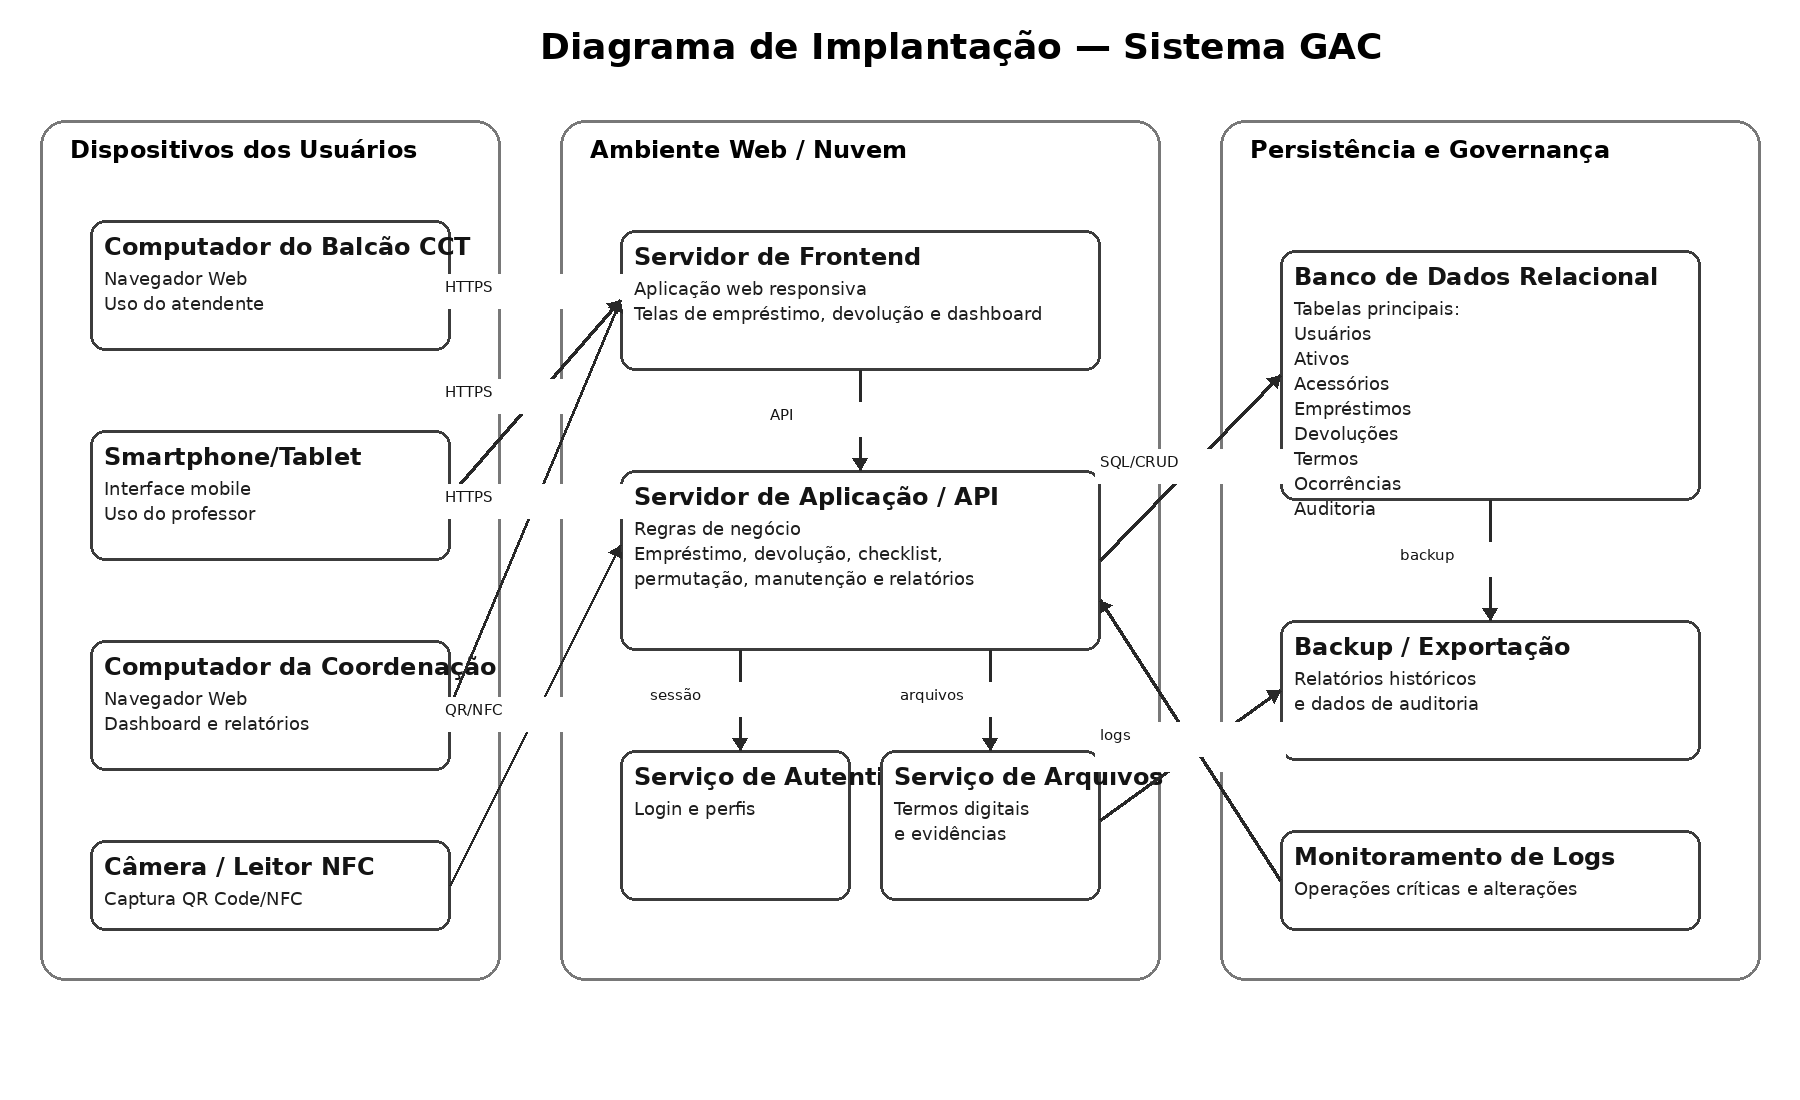 Diagrama de Implantação — Sistema GAC
Dispositivos dos Usuários
Computador do Balcão CCT
Navegador Web
Uso do atendente
Smartphone/Tablet
Interface mobile
Uso do professor
Computador da Coordenação
Navegador Web
Dashboard e relatórios
Câmera / Leitor NFC
Captura QR Code/NFC
HTTPS
HTTPS
HTTPS
QR/NFC
Ambiente Web / Nuvem
Servidor de Frontend
Aplicação web responsiva
Telas de empréstimo, devolução e dashboard
API
Servidor de Aplicação / API
Regras de negócio
Empréstimo, devolução, checklist,
permutação, manutenção e relatórios
sessão
arquivos
Serviço de Autenti
Login e perfis
Serviço de Arquivos
Termos digitais
e evidências
SQL/CRUD
logs
Persistência e Governança
Banco de Dados Relacional
Tabelas principais:
Usuários
Ativos
Acessórios
Empréstimos
Devoluções
Termos
Ocorrências
Auditoria
backup
Backup / Exportação
Relatórios históricos
e dados de auditoria
Monitoramento de Logs
Operações críticas e alterações